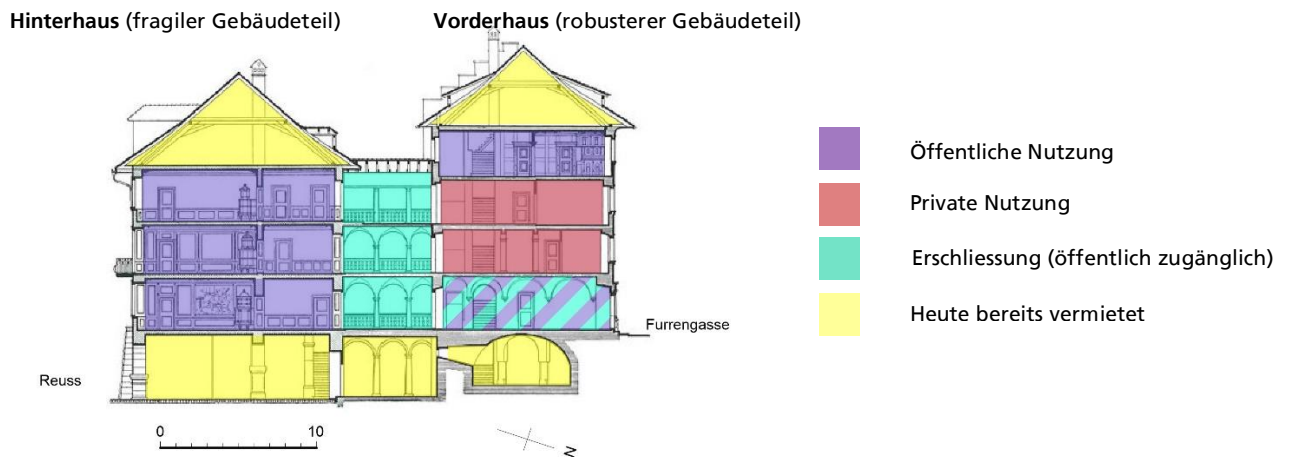 Hinterhaus (fragiler Gebäudeteil)
Vorderhaus (robusterer Gebäudeteil)
Öffentliche Nutzung
Private Nutzung
Erschliessung (öffentlich zugänglich)
Heute bereits vermietet
Furrengasse
Reuss
0 10
N